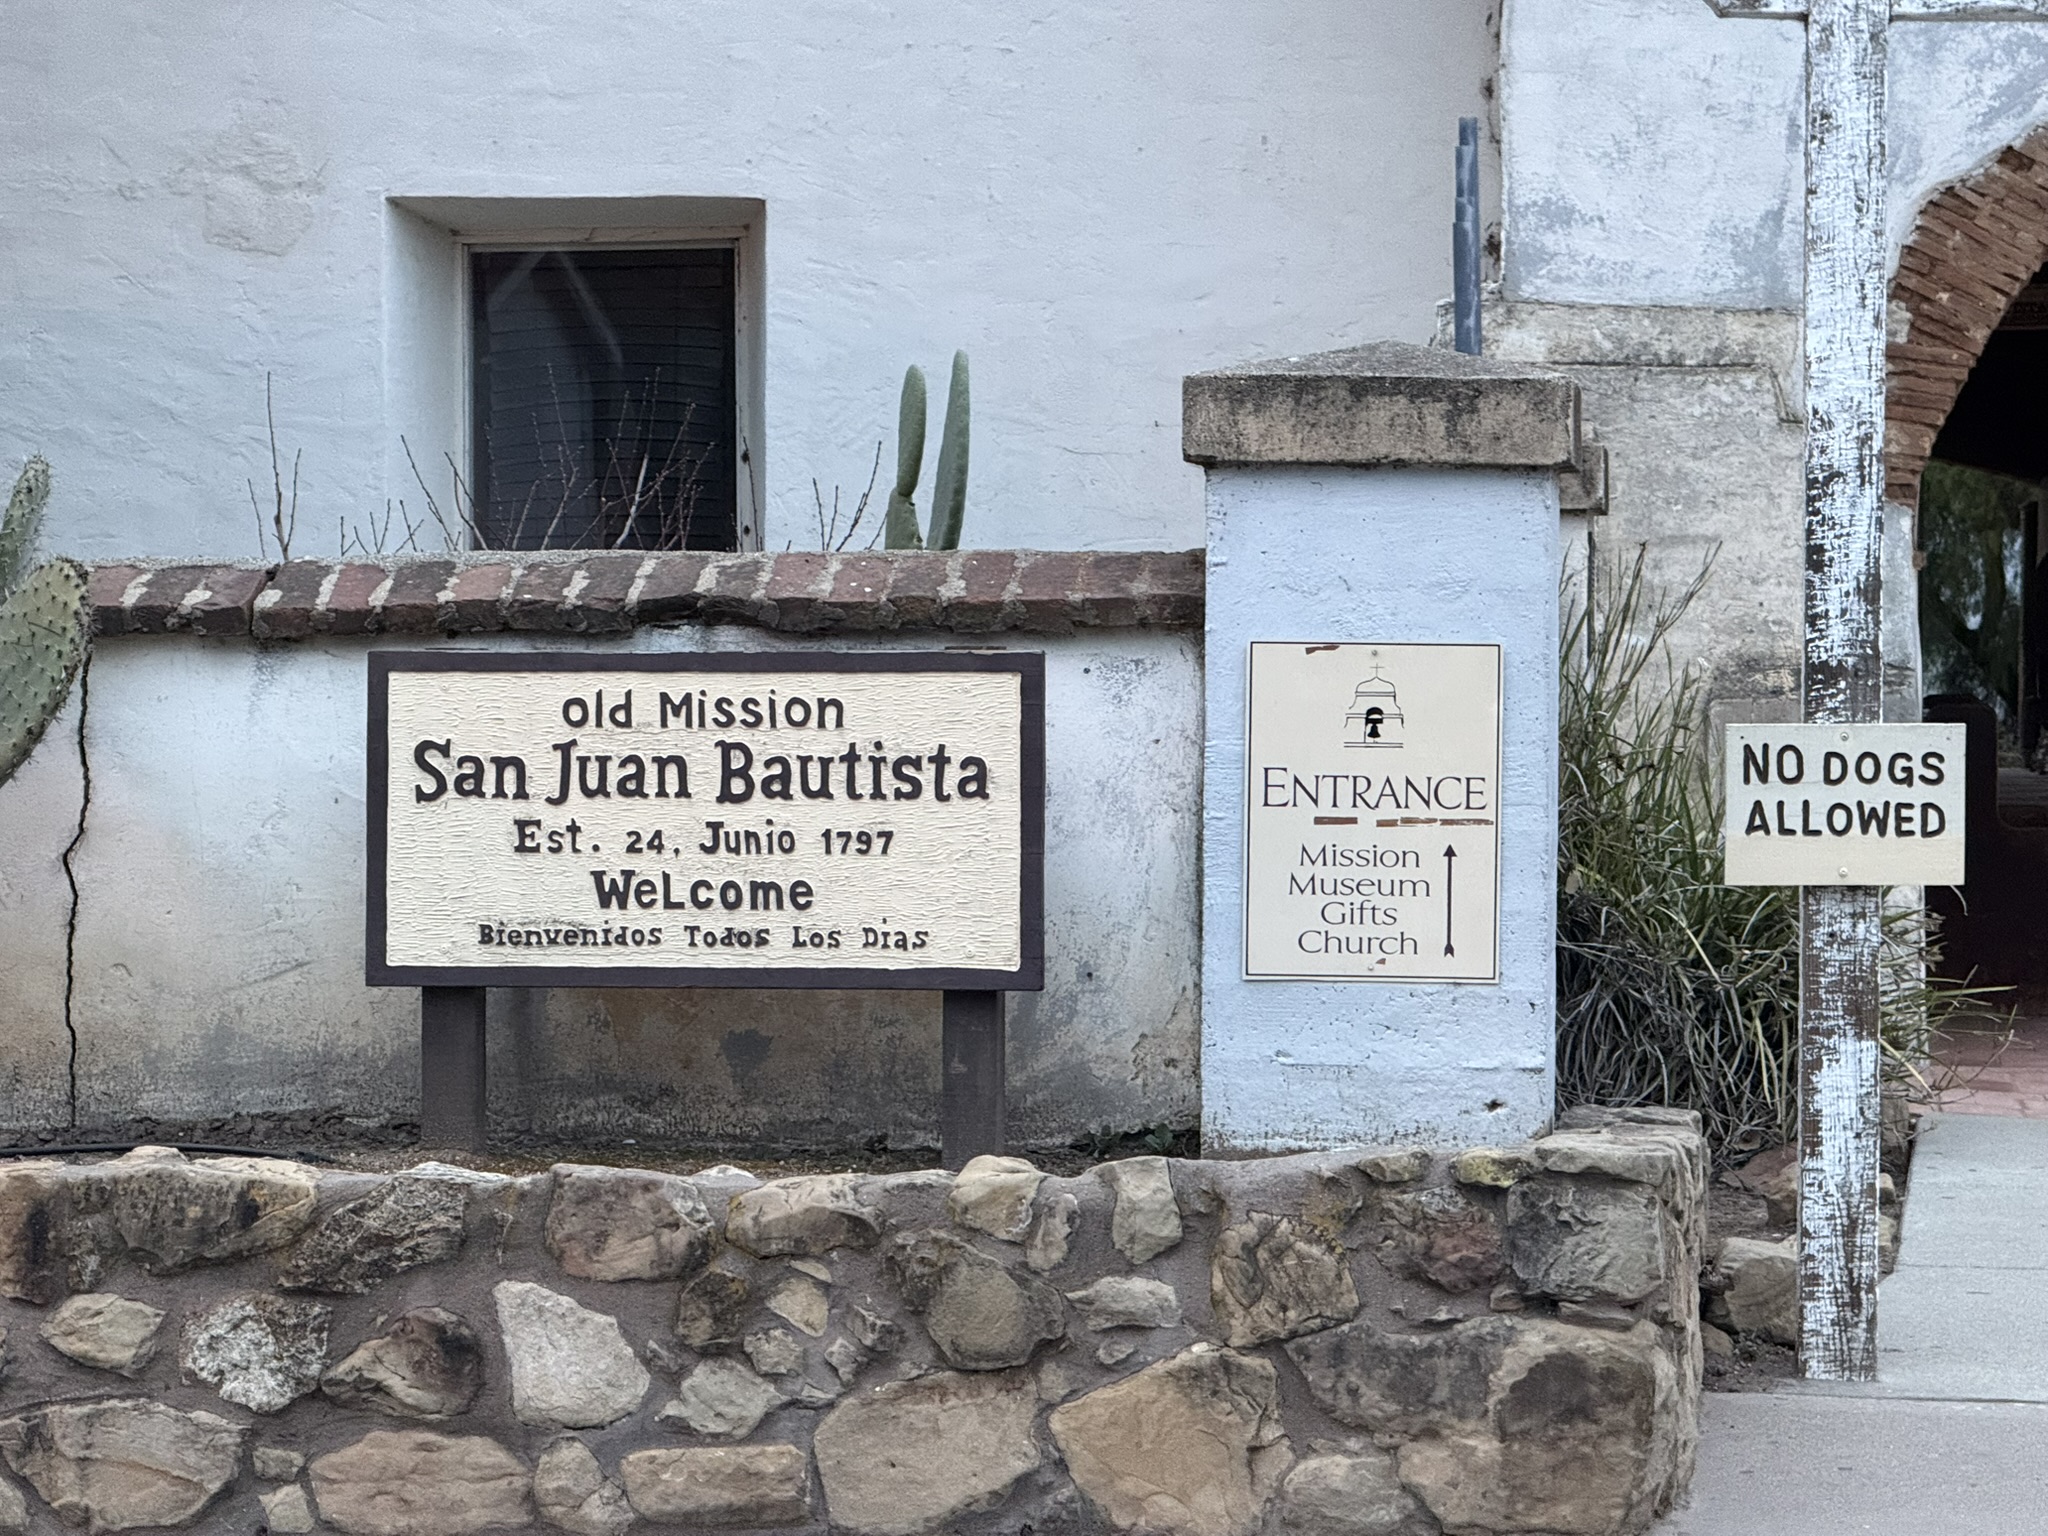 old Mission
San Juan Bautista
Est. 24, Junio 1797
Welcome
Bienvenidos Todos Los Dias
ENTRANCE
Mission
Museum
Gifts
Church
NO DOGS
ALLOWED